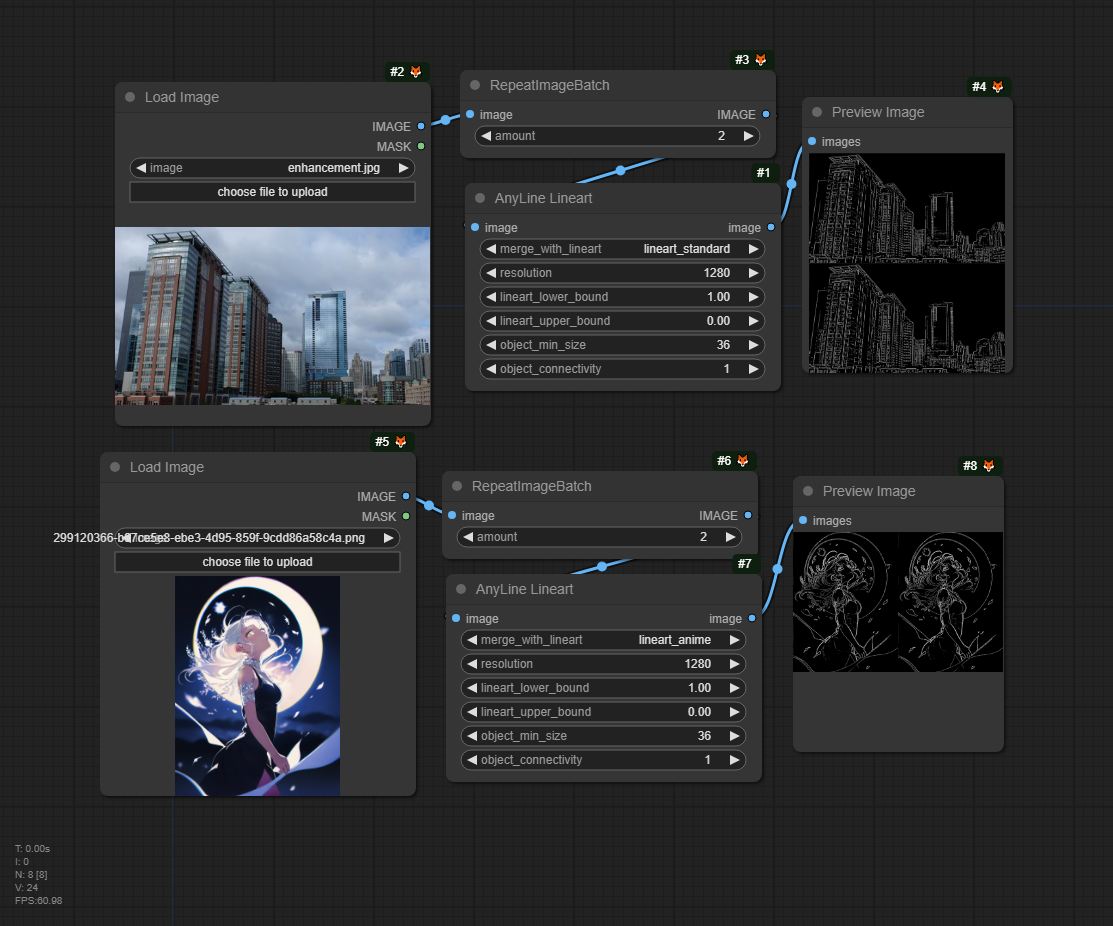 #2
Load Image
IMAGE
MASK
image enhancement.jpg
choose file to upload
#3
RepeatImageBatch
image IMAGE
amount 2
#1
AnyLine Lineart
image image
merge_with_lineart lineart_standard
resolution 1280
lineart_lower_bound 1.00
lineart_upper_bound 0.00
object_min_size 36
object_connectivity 1
#4
Preview Image
images
#5
Load Image
IMAGE
MASK
ebe3-4d95-859f-9cdd86a58c4a.png
choose file to upload
#6
RepeatImageBatch
image IMAGE
amount 2
#7
AnyLine Lineart
image image
merge_with_lineart lineart_anime
resolution 1280
lineart_lower_bound 1.00
lineart_upper_bound 0.00
object_min_size 36
object_connectivity 1
#8
Preview Image
images
T: 0.00s
I: 0
N: 8 [8]
V: 24
FPS:60.98